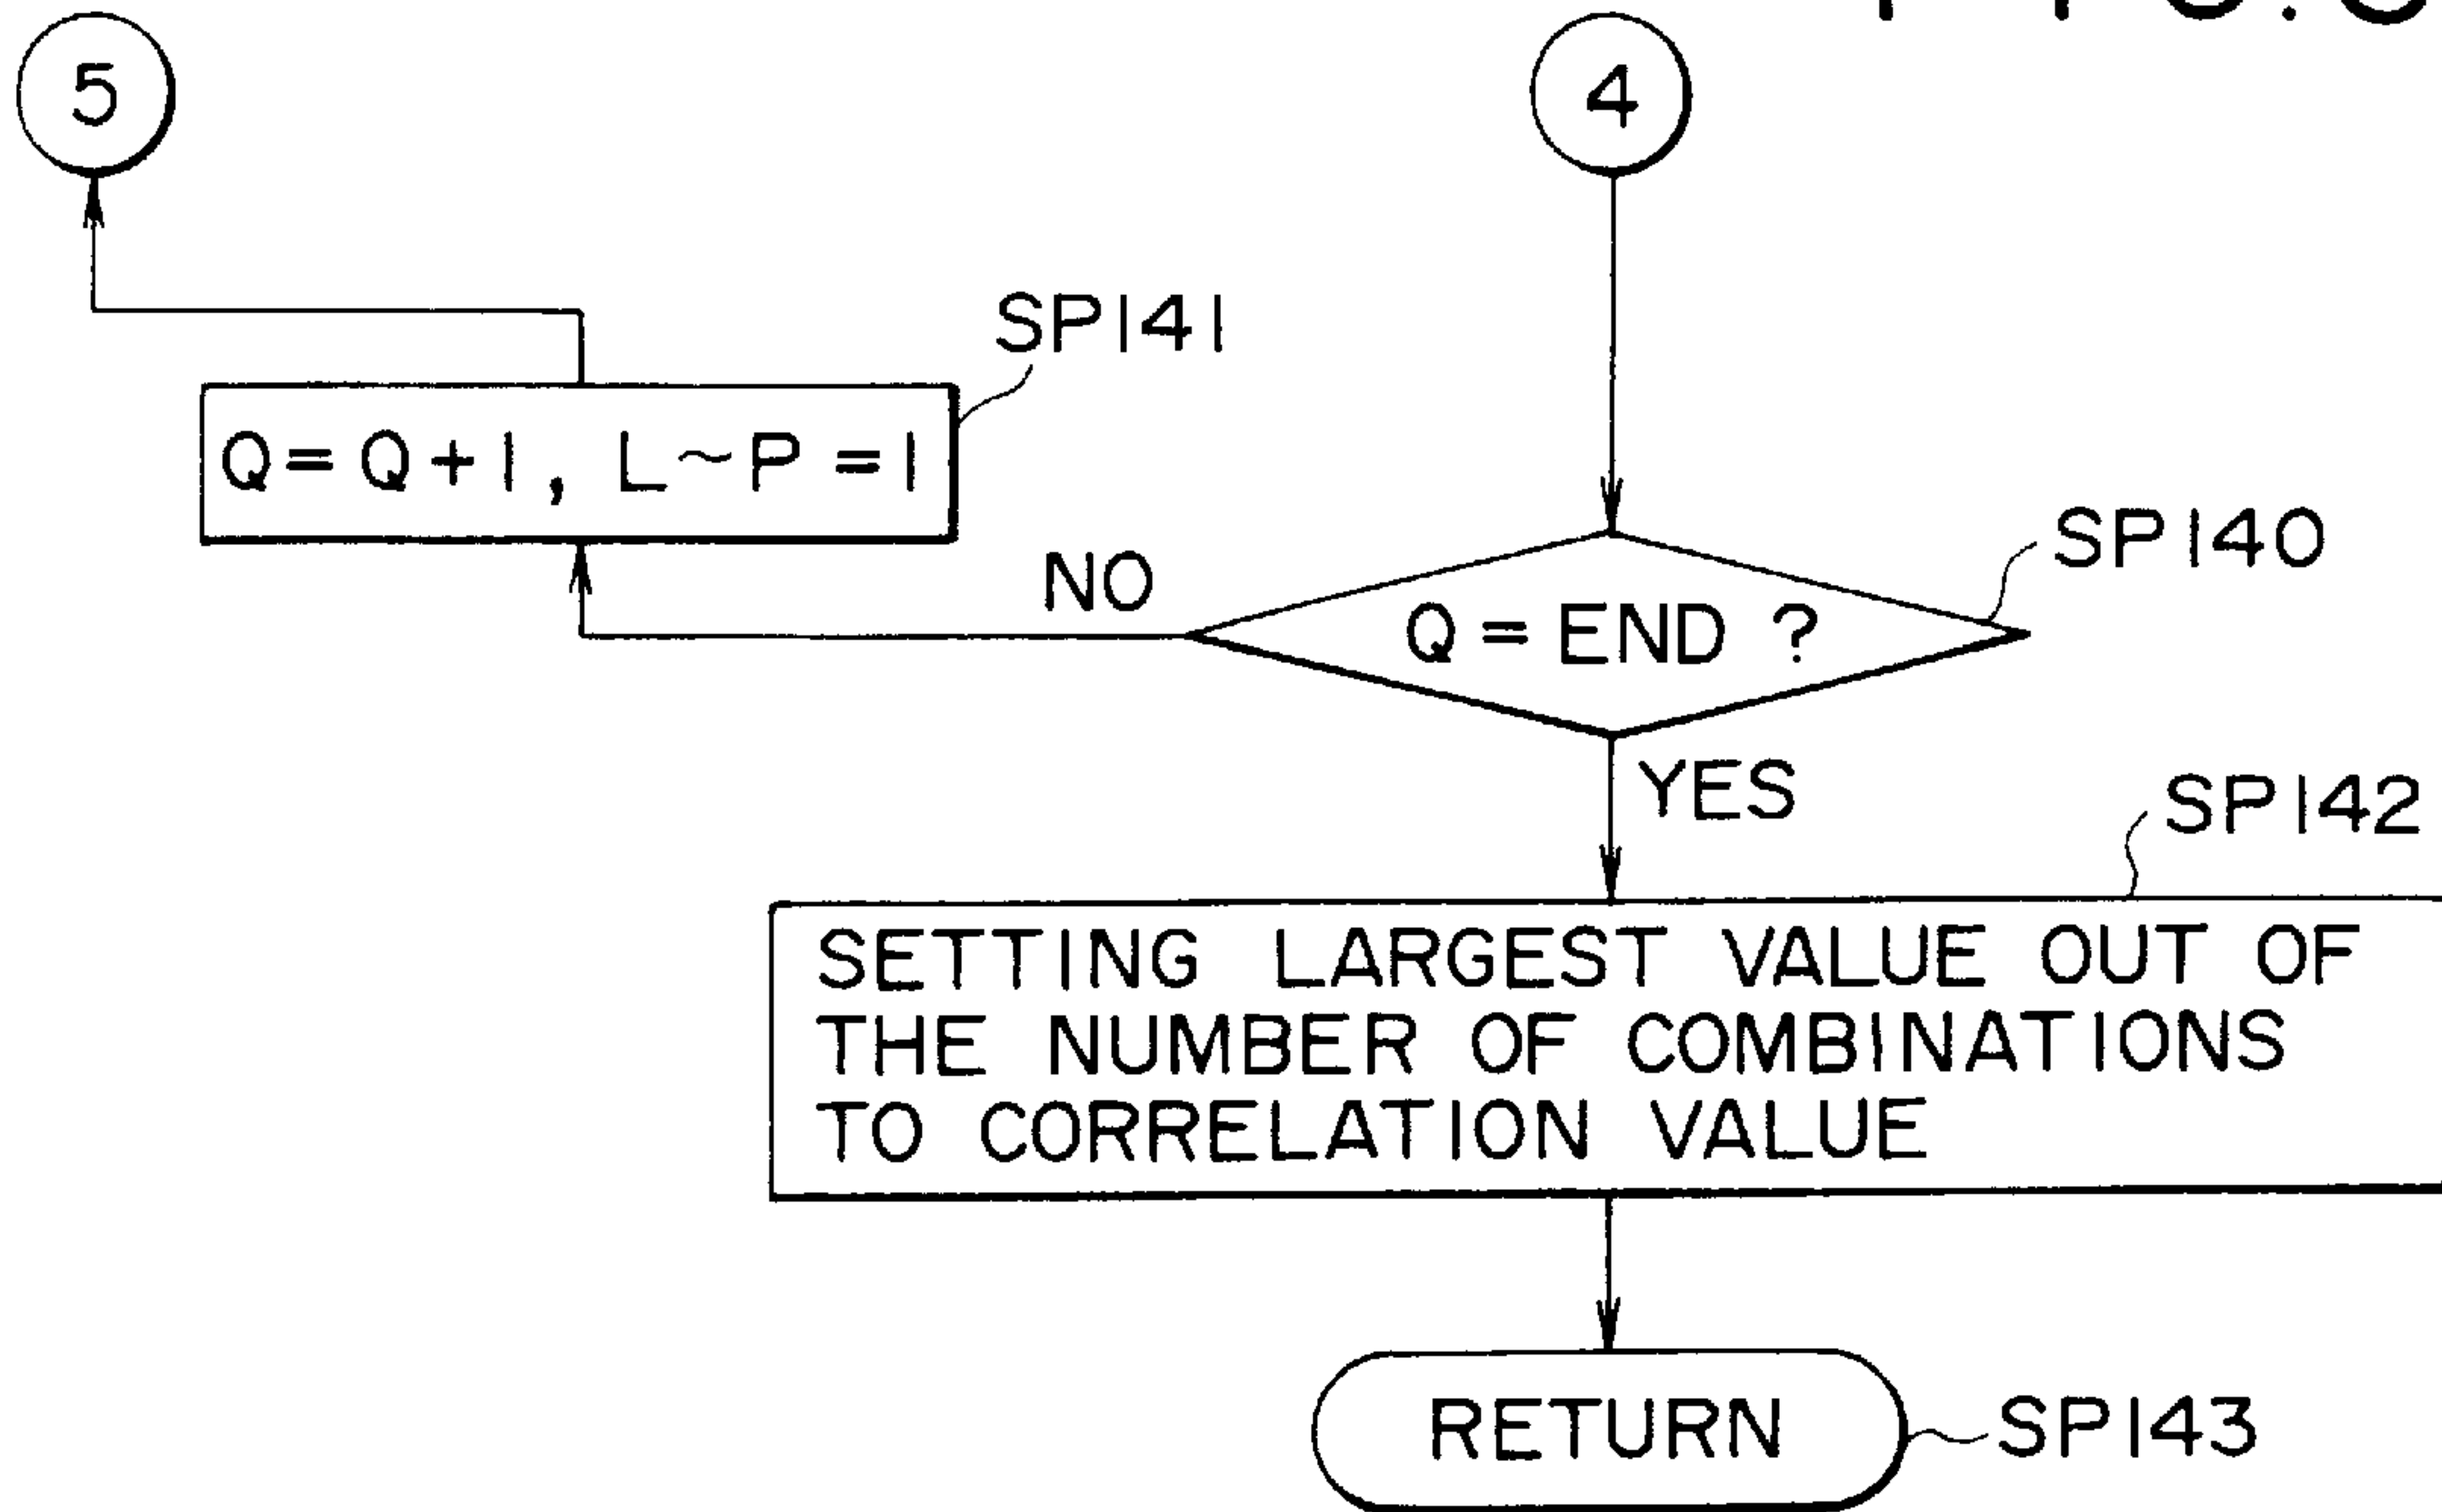 5
4
SP141
Q=Q+1, L~P=1
SP140
NO
Q=END ?
YES
SP142
SETTING LARGEST VALUE OUT OF
THE NUMBER OF COMBINATIONS
TO CORRELATION VALUE
RETURN
SP143